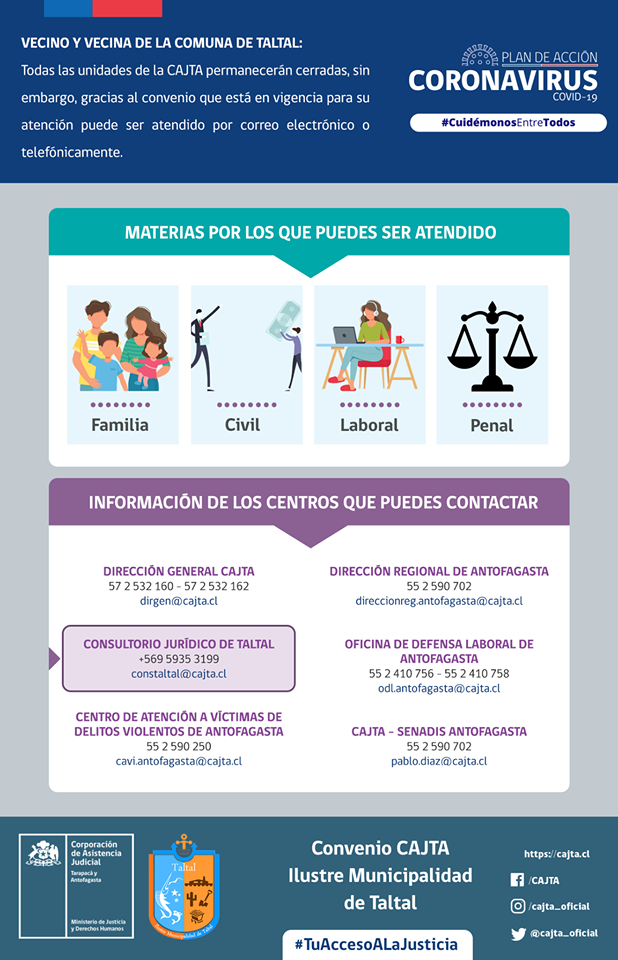 VECINO Y VECINA DE LA COMUNA DE TALTAL:
Todas las unidades de la CAJTA permanecerán cerradas, sin
embargo, gracias al convenio que está en vigencia para su
atención puede ser atendido por correo electrónico o
telefónicamente.
PLAN DE ACCIÓN
CORONAVIRUS
COVID-19
#CuidémonosEntreTodos
MATERIAS POR LOS QUE PUEDES SER ATENDIDO
Familia
Civil
Laboral
Penal
INFORMACIÓN DE LOS CENTROS QUE PUEDES CONTACTAR
DIRECCIÓN GENERAL CAJTA
57 2 532 160 - 57 2 532 162
dirgen@cajta.cl
DIRECCIÓN REGIONAL DE ANTOFAGASTA
55 2 590 702
direccionreg.antofagasta@cajta.cl
CONSULTORIO JURÍDICO DE TALTAL
+569 5935 3199
constaltal@cajta.cl
OFICINA DE DEFENSA LABORAL DE
ANTOFAGASTA
55 2 410 756 - 55 2 410 758
odl.antofagasta@cajta.cl
CENTRO DE ATENCIÓN A VÍCTIMAS DE
DELITOS VIOLENTOS DE ANTOFAGASTA
55 2 590 250
cavi.antofagasta@cajta.cl
CAJTA - SENADIS ANTOFAGASTA
55 2 590 702
pablo.diaz@cajta.cl
Corporación
de Asistencia
Judicial
Tarapacá y
Antofagasta
Ministerio de Justicia
y Derechos Humanos
Taltal
Ilustre Municipalidad de Taltal
Convenio CAJTA
Ilustre Municipalidad
de Taltal
#TuAccesoALaJusticia
https://cajta.cl
/CAJTA
/cajta_oficial
@cajta_oficial